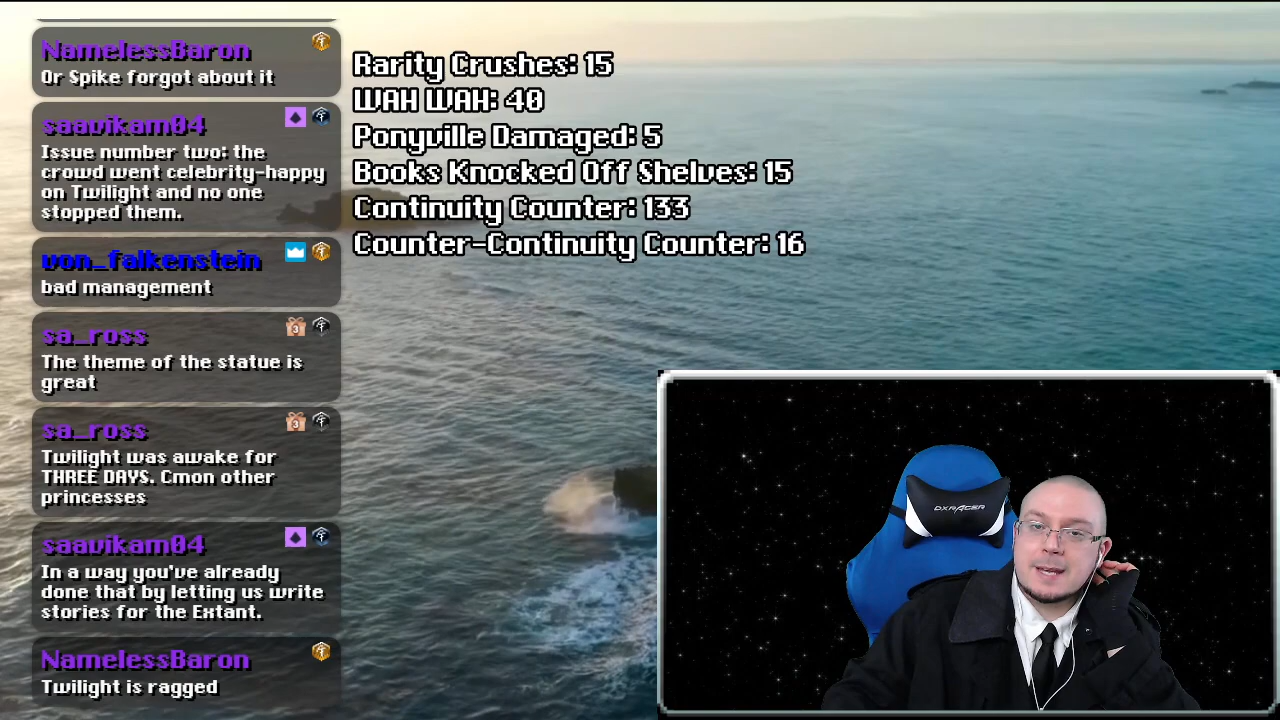 NamelessBaron
Or Spike forgot about it
saavikam04
Issue number two: the
crowd went celebrity-happy
on Twilight and no one
stopped them.
von_falkenstein
bad management
sa_ross
The theme of the statue is
great
sa_ross
Twilight was awake for
THREE DAYS. Cmon other
princesses
saavikam04
In a way you've already
done that by letting us write
stories for the Extant.
NamelessBaron
Twilight is ragged
Rarity Crushes: 15
WAH WAH: 40
Ponyville Damaged: 5
Books Knocked Off Shelves: 15
Continuity Counter: 133
Counter-Continuity Counter: 16
DXRACER